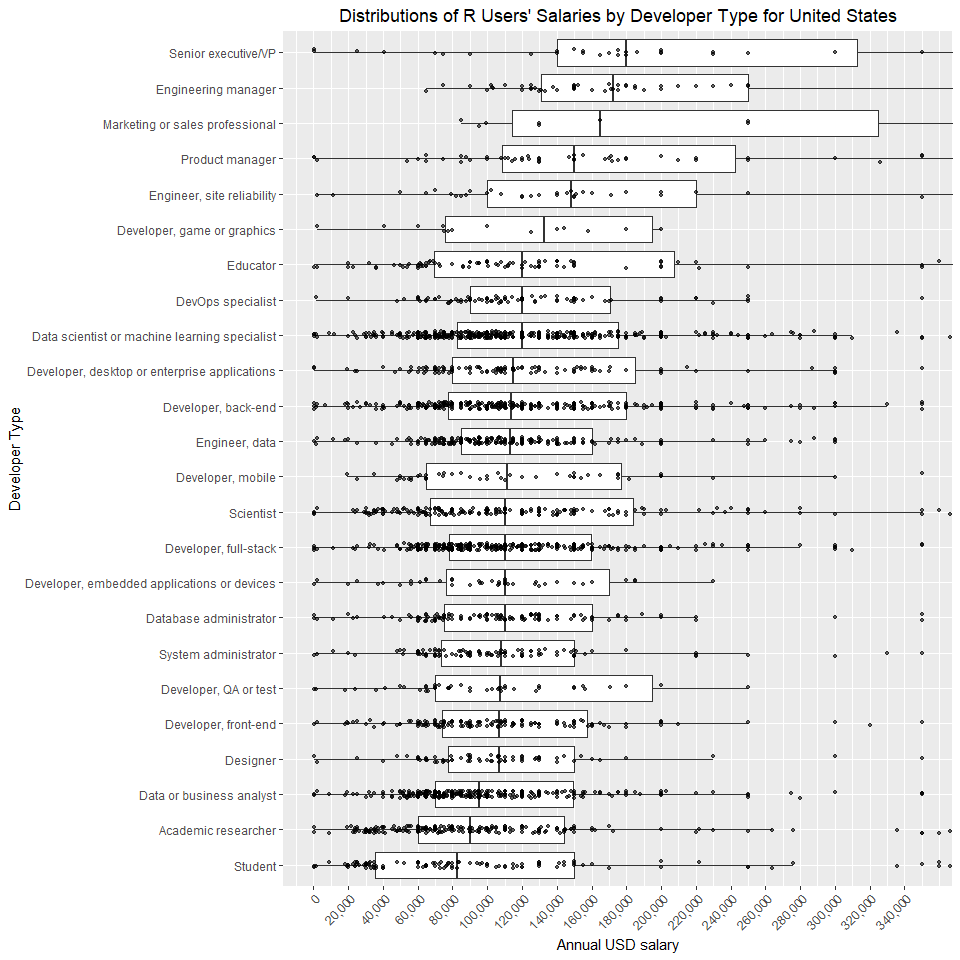 Distributions of R Users' Salaries by Developer Type for United States
Developer Type
Senior executive/VP
Engineering manager
Marketing or sales professional
Product manager
Engineer, site reliability
Developer, game or graphics
Educator
DevOps specialist
Data scientist or machine learning specialist
Developer, desktop or enterprise applications
Developer, back-end
Engineer, data
Developer, mobile
Scientist
Developer, full-stack
Developer, embedded applications or devices
Database administrator
System administrator
Developer, QA or test
Developer, front-end
Designer
Data or business analyst
Academic researcher
Student
0
20,000
40,000
60,000
80,000
100,000
120,000
140,000
160,000
180,000
200,000
220,000
240,000
260,000
280,000
300,000
320,000
340,000
Annual USD salary